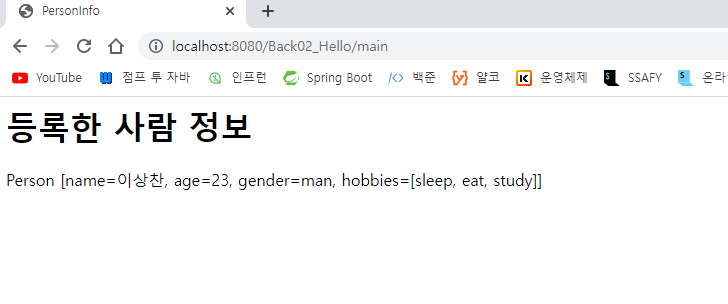 PersonInfo
localhost:8080/Back02_Hello/main
YouTube 점프 투 자바 인프런 Spring Boot 백준 얄코 운영체제 SSAFY 온라
등록한 사람 정보
Person [name=이상찬, age=23, gender=man, hobbies=[sleep, eat, study]]